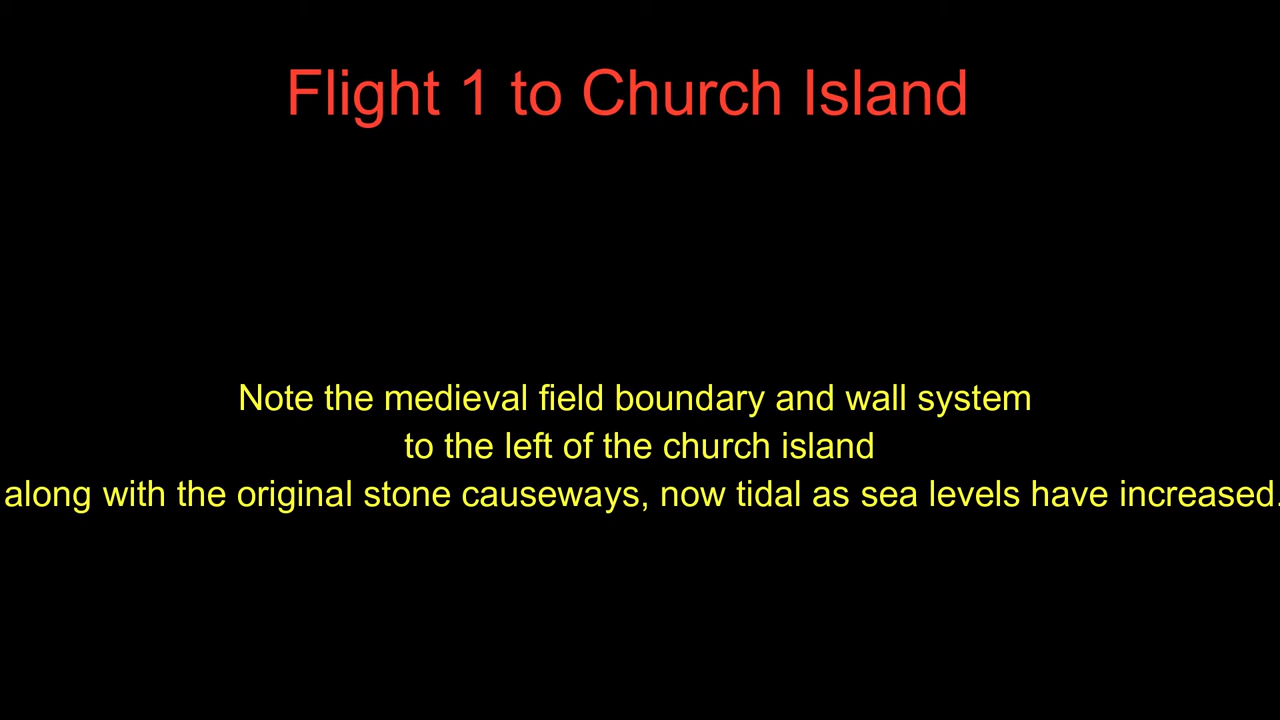 Flight 1 to Church Island
Note the medieval field boundary and wall system
to the left of the church island
along with the original stone causeways, now tidal as sea levels have increased.